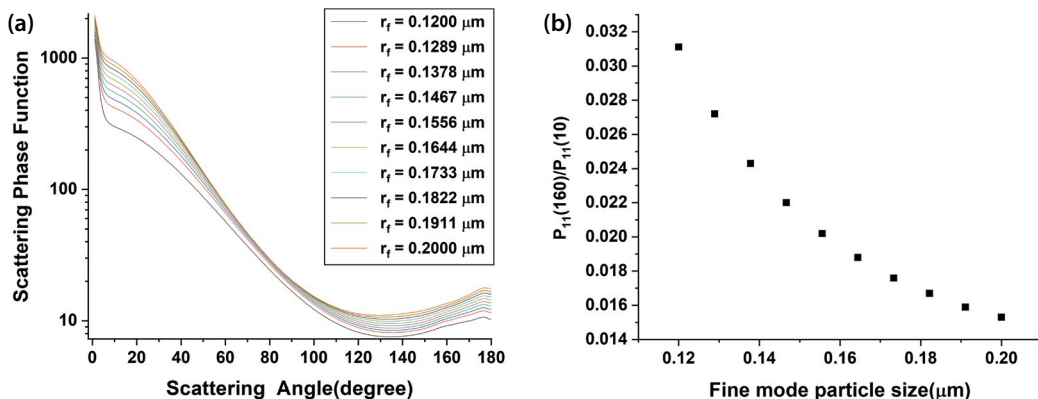 (a)
Scattering Phase Function
1000
100
10
0 20 40 60 80 100 120 140 160 180
Scattering Angle(degree)
r_f = 0.1200 μm
r_f = 0.1289 μm
r_f = 0.1378 μm
r_f = 0.1467 μm
r_f = 0.1556 μm
r_f = 0.1644 μm
r_f = 0.1733 μm
r_f = 0.1822 μm
r_f = 0.1911 μm
r_f = 0.2000 μm
(b)
P₁₁(160)/P₁₁(10)
0.032
0.030
0.028
0.026
0.024
0.022
0.020
0.018
0.016
0.014
0.12 0.14 0.16 0.18 0.20
Fine mode particle size(μm)